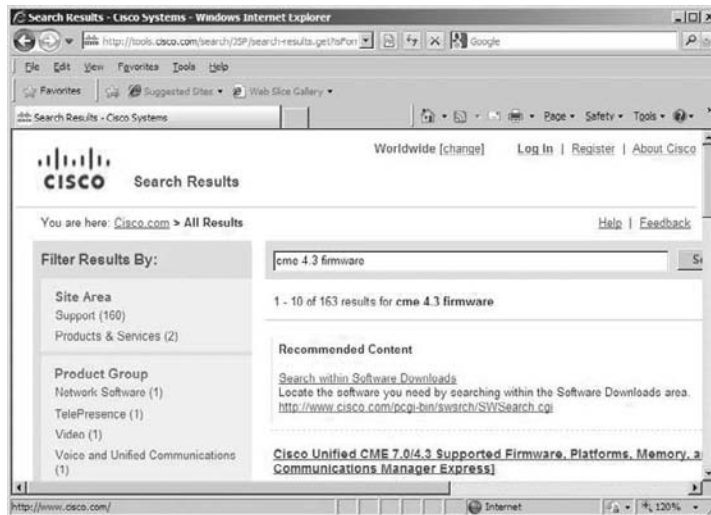 Search Results - Cisco Systems - Windows Internet Explorer
http://tools.cisco.com/search/JSP/search-results.get?isFon
Google
File Edit View Favorites Tools Help
Favorites Suggested Sites Web Slice Gallery
Search Results - Cisco Systems
Page Safety Tools
Worldwide [change] Log In | Register | About Cisco
CISCO Search Results
You are here: Cisco.com > All Results
Help | Feedback
Filter Results By:
cme 4.3 firmware
Site Area
Support (160)
Products & Services (2)
1 - 10 of 163 results for cme 4.3 firmware
Product Group
Network Software (1)
TelePresence (1)
Video (1)
Voice and Unified Communications
(1)
Recommended Content
Search within Software Downloads
Locate the software you need by searching within the Software Downloads area.
http://www.cisco.com/pcgi-bin/swsrch/SWSearch.cgi
Cisco Unified CME 7.0/4.3 Supported Firmware, Platforms, Memory, a
Communications Manager Express]
http://www.cisco.com/
Internet
120%